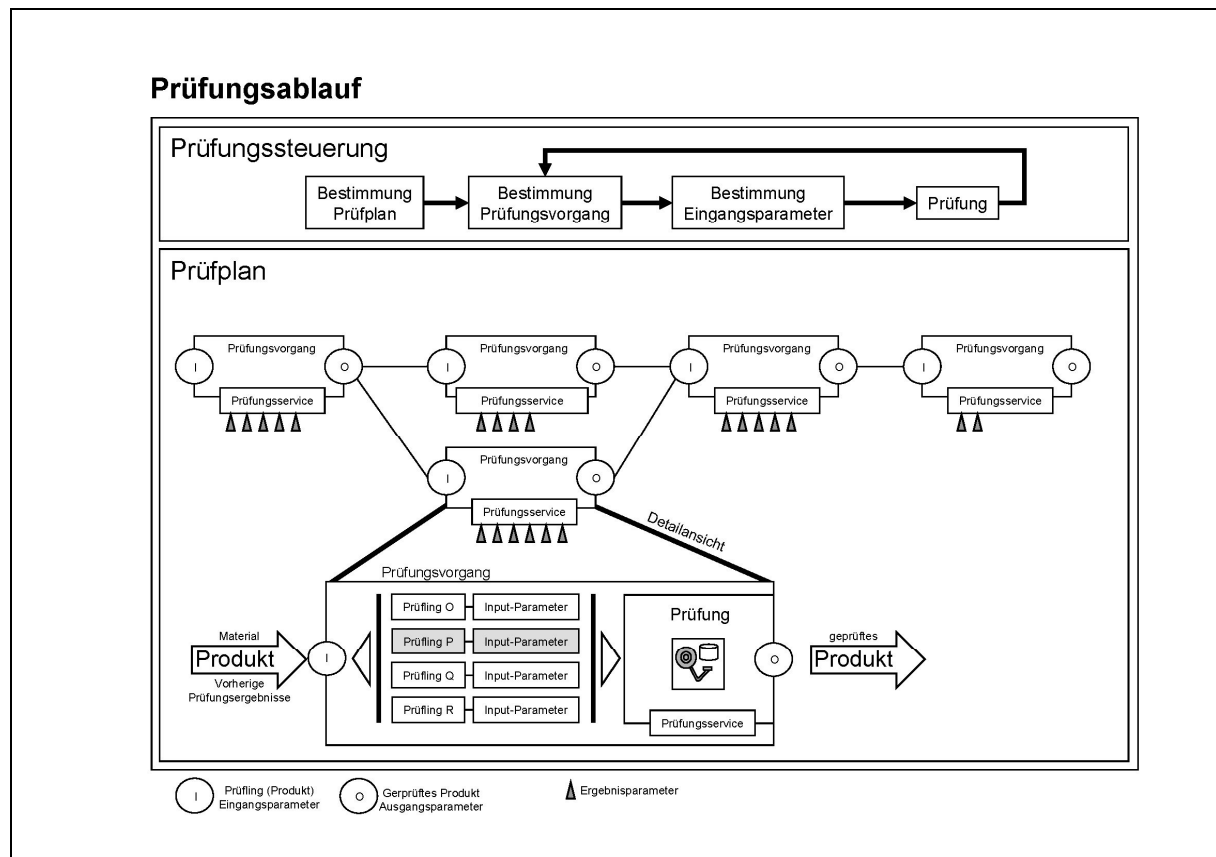 Prüfungsablauf
Prüfungssteuerung
Bestimmung
Prüfplan
Bestimmung
Prüfungsvorgang
Bestimmung
Eingangsparameter
Prüfung
Prüfplan
Prüfungsvorgang
I
O
Prüfungsservice
Prüfungsvorgang
I
O
Prüfungsservice
Prüfungsvorgang
I
O
Prüfungsservice
Prüfungsvorgang
I
O
Prüfungsservice
Prüfungsvorgang
I
O
Prüfungsservice
Detailansicht
Prüfungsvorgang
Material
Produkt
Vorherige
Prüfungsergebnisse
I
Prüfling O
Input-Parameter
Prüfling P
Input-Parameter
Prüfling Q
Input-Parameter
Prüfling R
Input-Parameter
Prüfung
Prüfungsservice
O
geprüftes
Produkt
I
Prüfling (Produkt)
Eingangsparameter
O
Gerprüftes Produkt
Ausgangsparameter
Ergebnisparameter